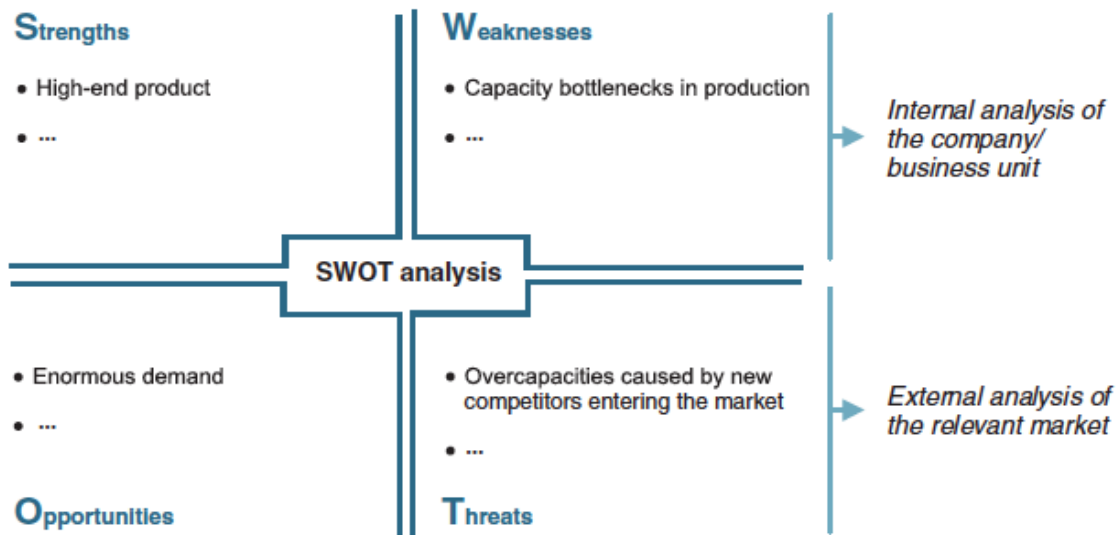 Strengths
• High-end product
• ...
Weaknesses
• Capacity bottlenecks in production
• ...
Internal analysis of
the company/
business unit
SWOT analysis
• Enormous demand
• ...
Opportunities
• Overcapacities caused by new
competitors entering the market
• ...
Threats
External analysis of
the relevant market